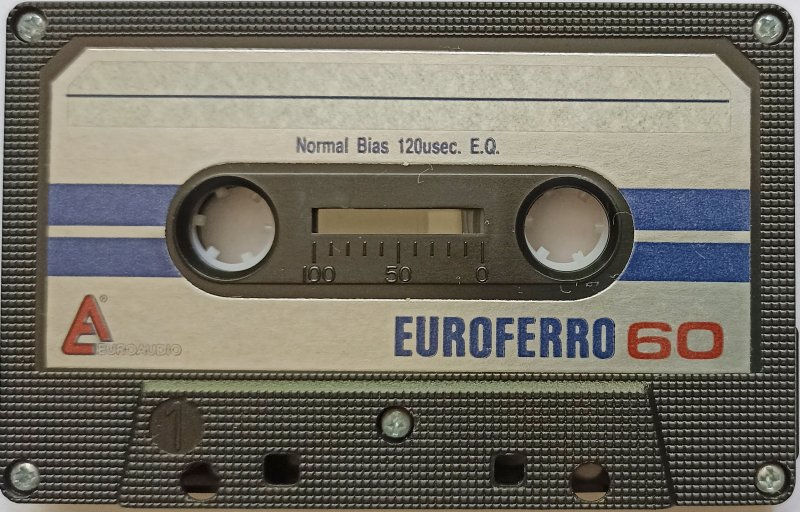 Normal Bias 120usec. E.Q.
100 50 0
A®
EUROAUDIO
EUROFERRO 60
1